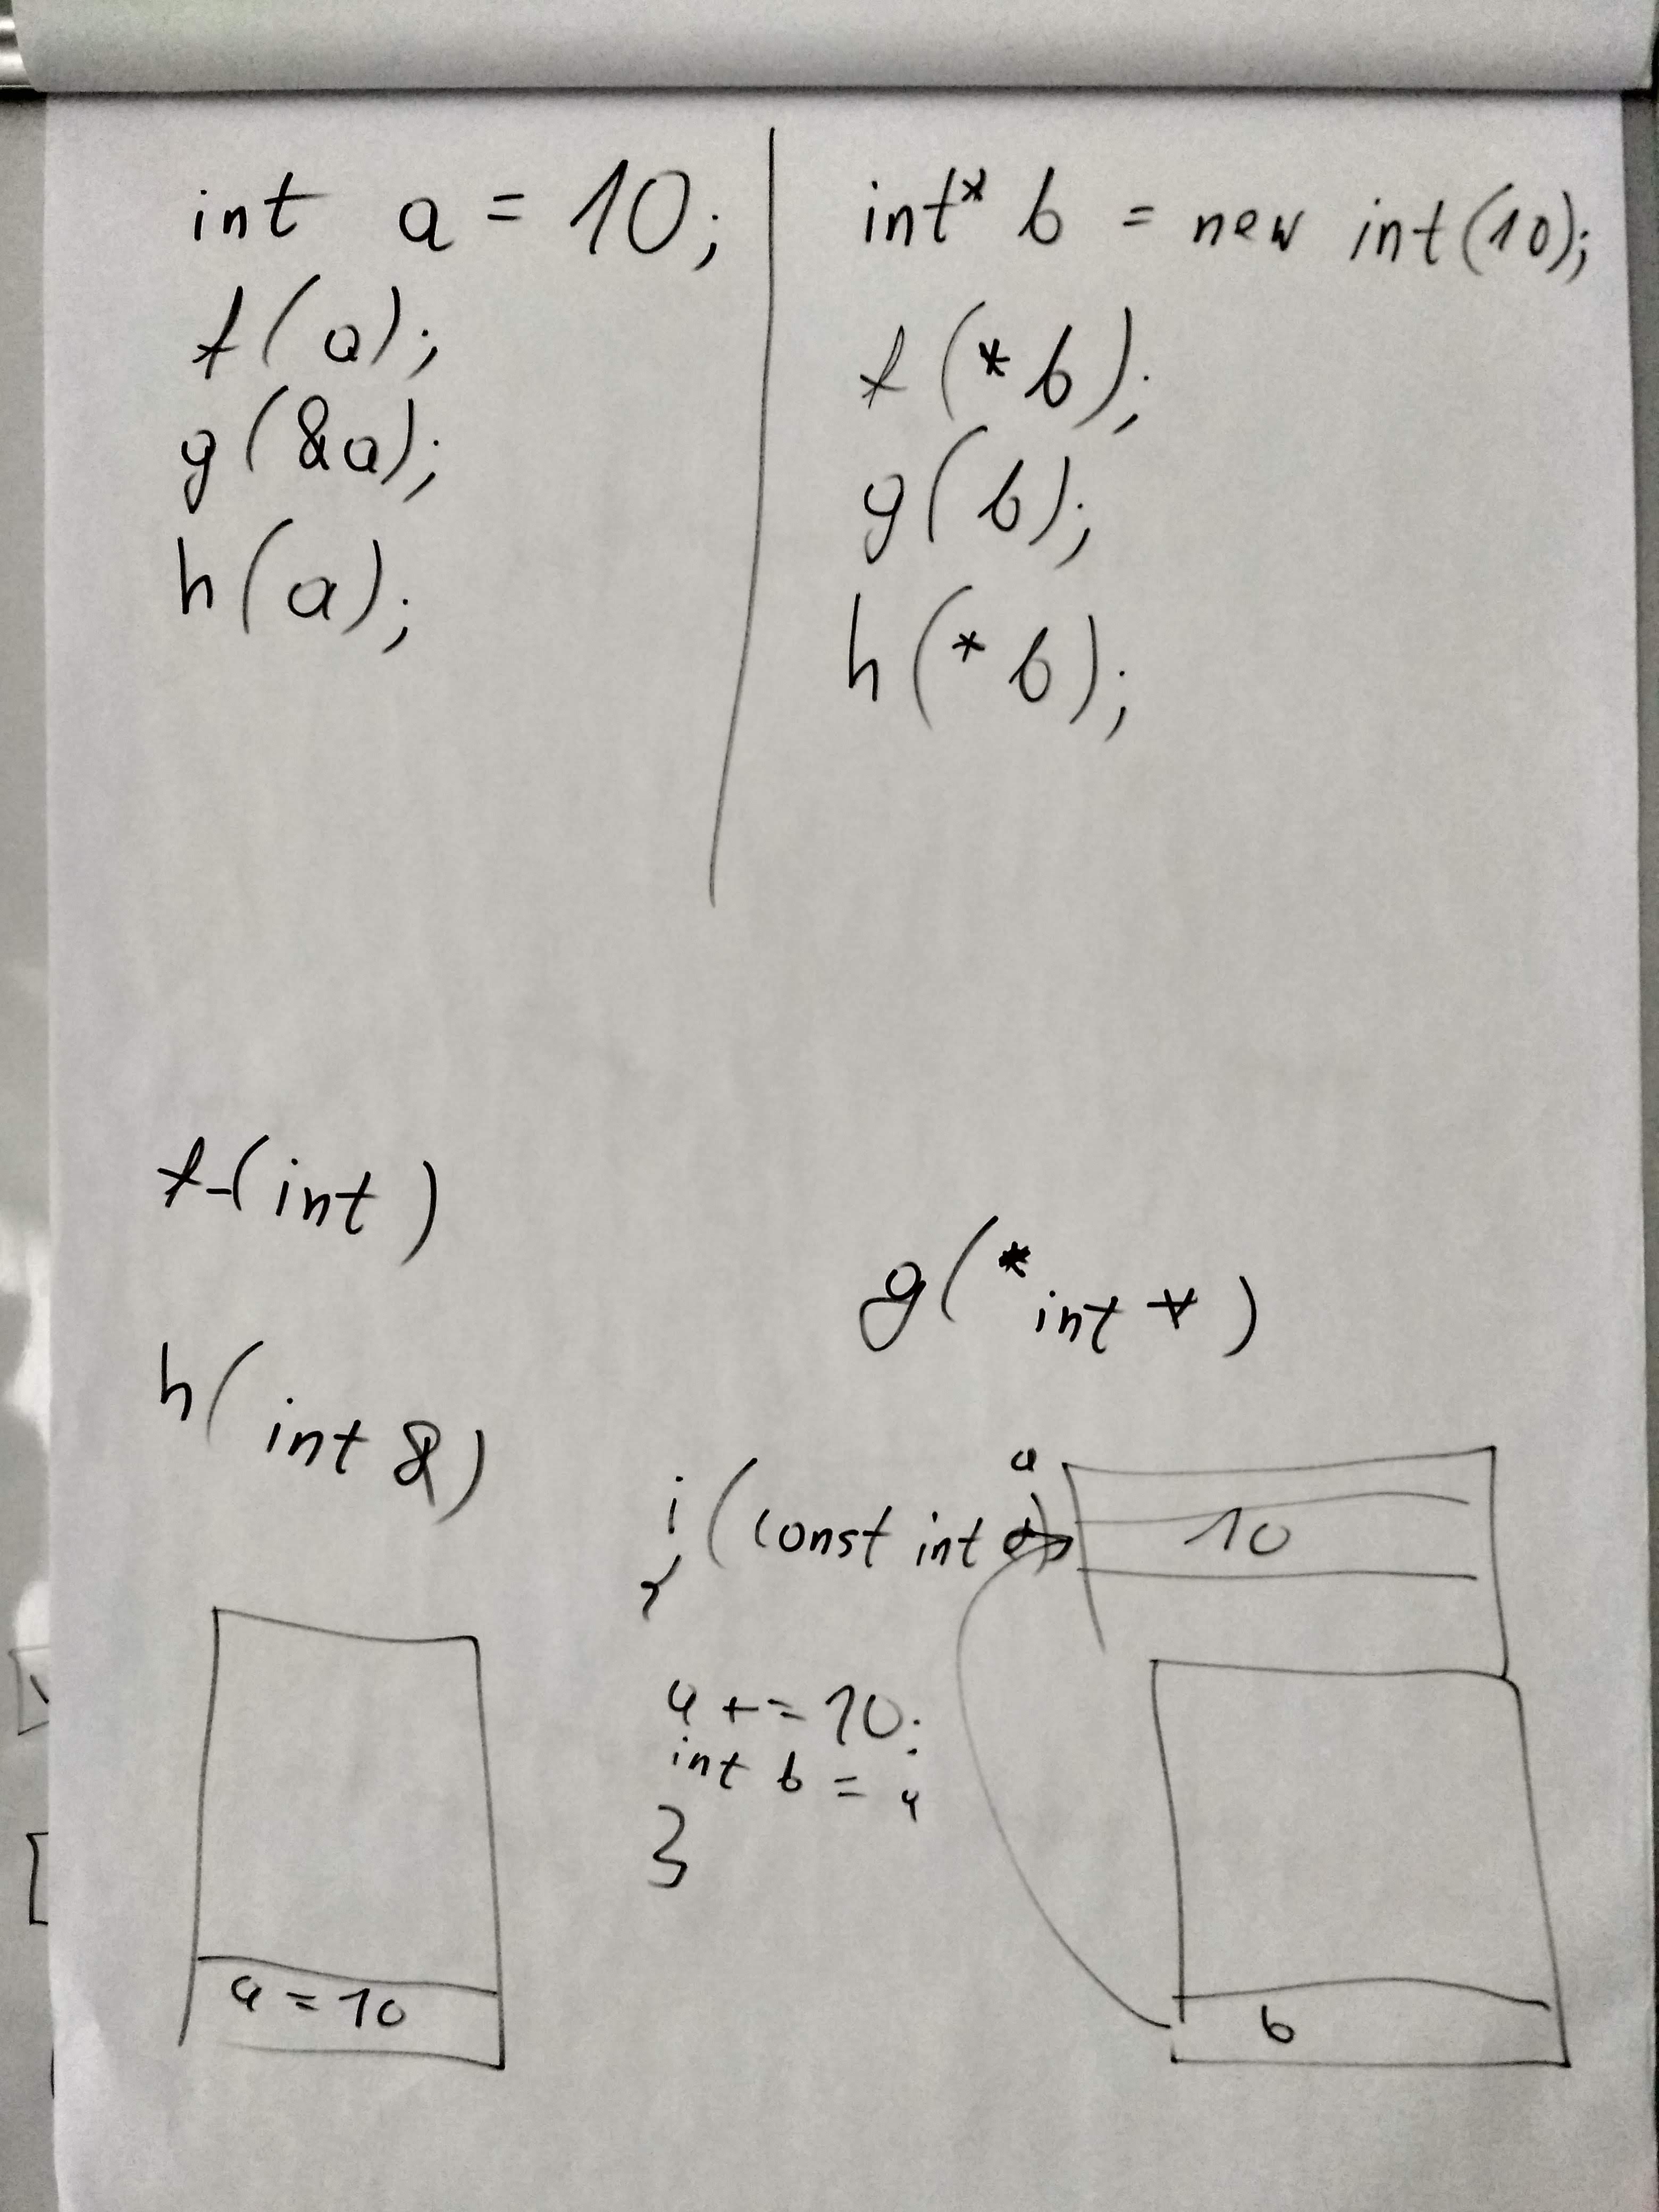 int a = 10;
f(a);
g(&a);
h(a);
int* b = new int(10);
f(*b);
g(b);
h(*b);
f(int)
g(*int*)
h(int &)
i(const int
a
10
{
a += 10;
int b = a
}
a = 10
b